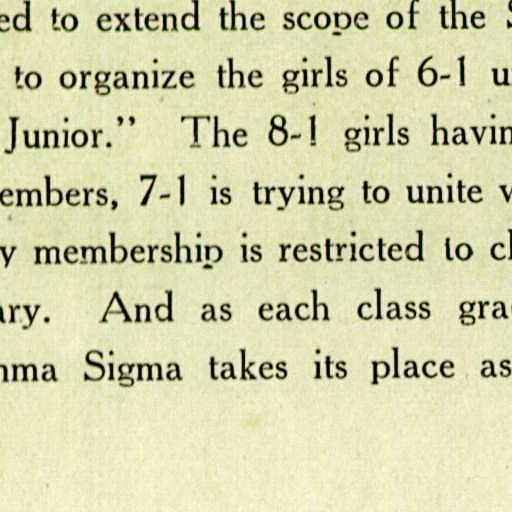 ed to extend the scope of the S
to organize the girls of 6-1 u
Junior." The 8-1 girls havin
embers, 7-1 is trying to unite w
y membership is restricted to cl
ary. And as each class gra
mma Sigma takes its place as